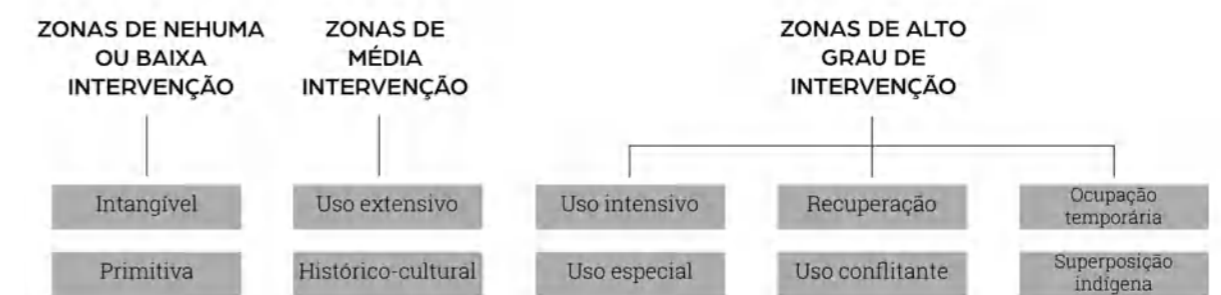 ZONAS DE NEHUMA
OU BAIXA
INTERVENÇÃO
ZONAS DE
MÉDIA
INTERVENÇÃO
ZONAS DE ALTO
GRAU DE
INTERVENÇÃO
Intangível
Uso extensivo
Uso intensivo
Recuperação
Ocupação
temporária
Primitiva
Histórico-cultural
Uso especial
Uso conflitante
Superposição
indígena